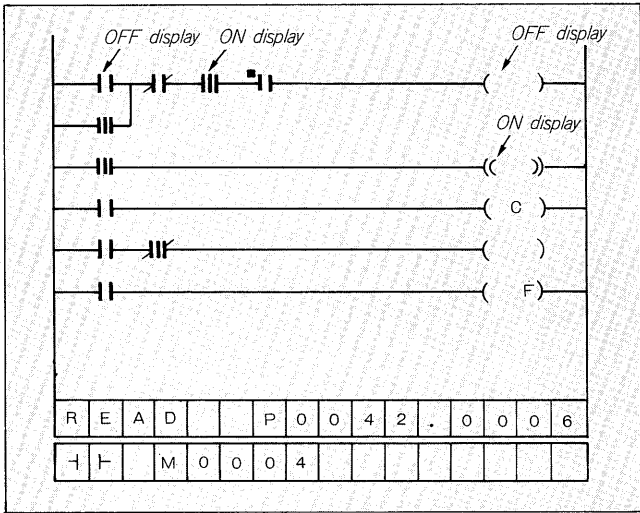 OFF display ON display OFF display
ON display
C
F
READ P0042.0006
⊣ ⊢ M0004